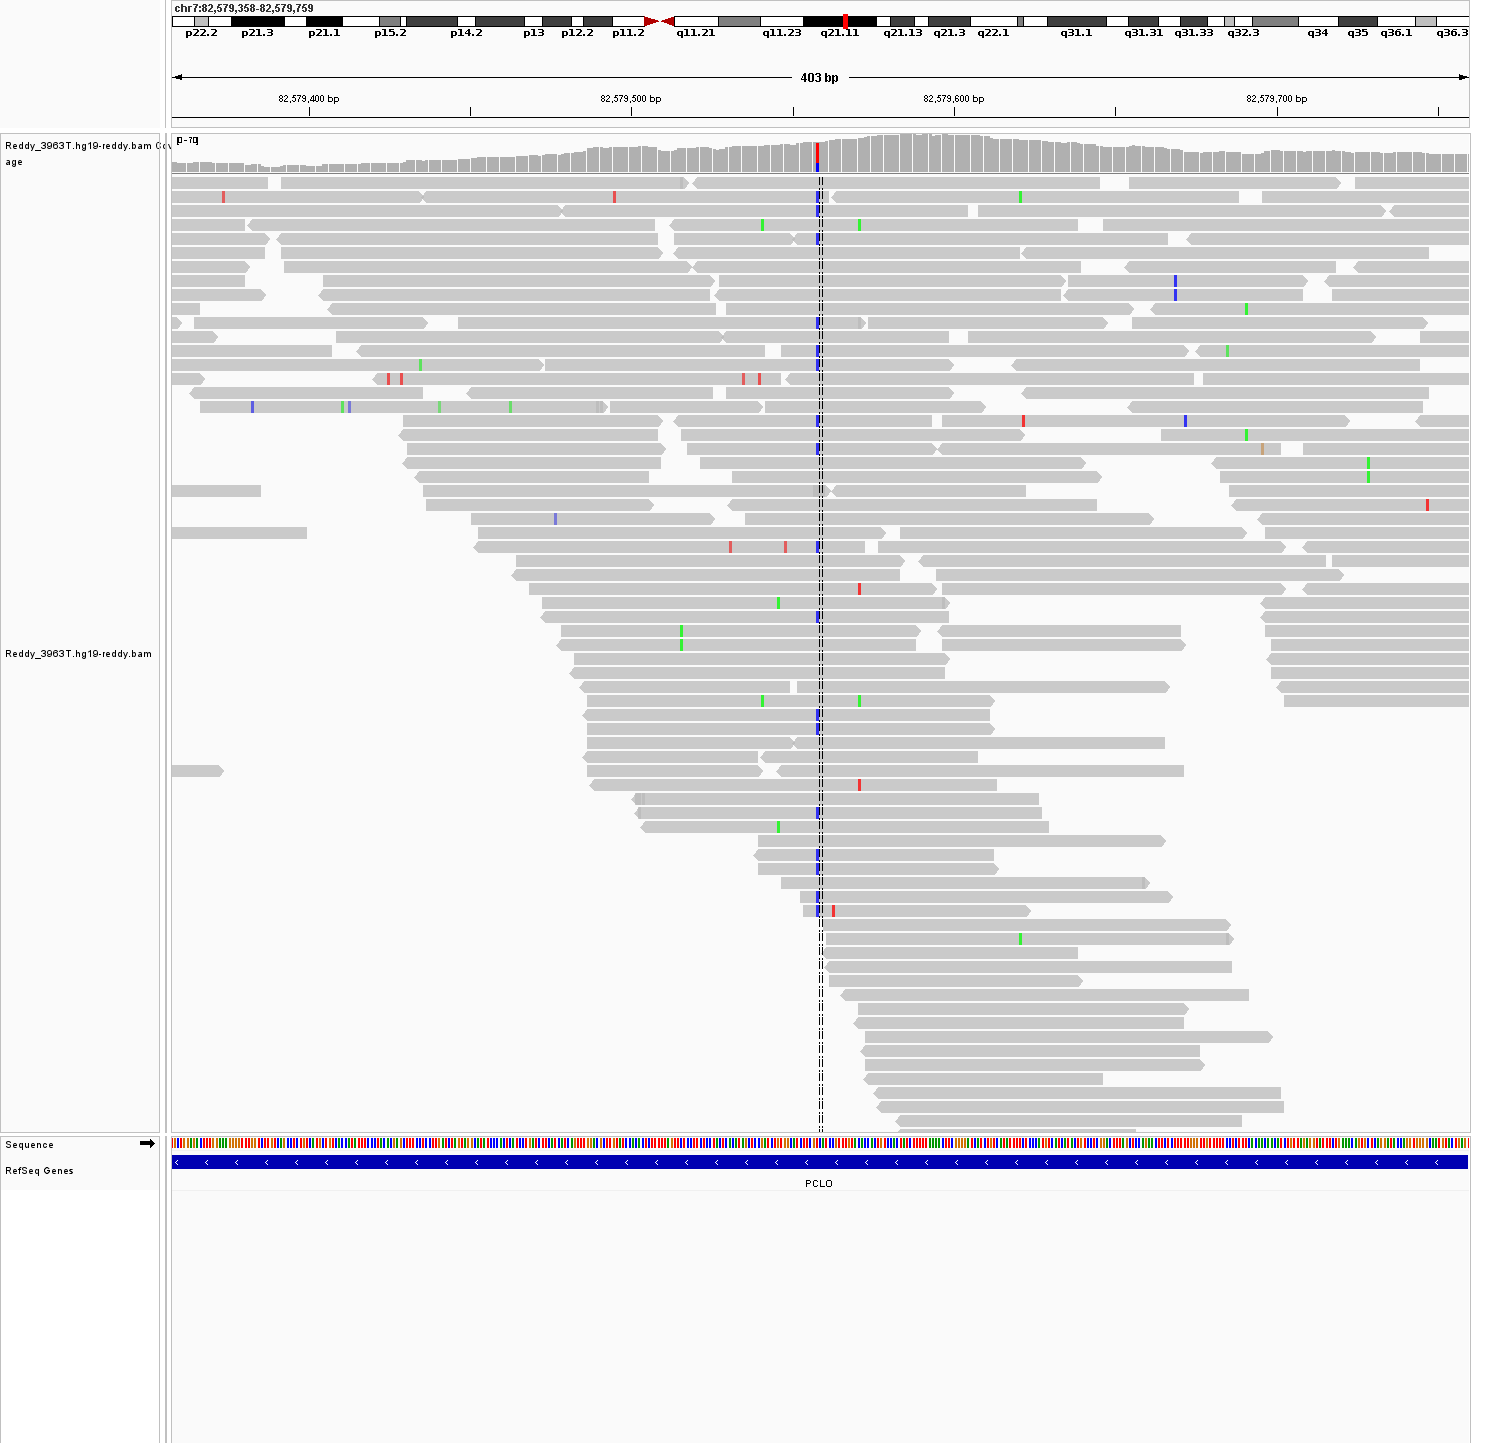 chr7:82,579,358-82,579,759
p22.2 p21.3 p21.1 p15.2 p14.2 p13 p12.2 p11.2 q11.21 q11.23 q21.11 q21.13 q21.3 q22.1 q31.1 q31.31 q31.33 q32.3 q34 q35 q36.1 q36.3
403 bp
82,579,400 bp 82,579,500 bp 82,579,600 bp 82,579,700 bp
Reddy_3963T.hg19-reddy.bam Cov
age
[0-70]
Reddy_3963T.hg19-reddy.bam
Sequence
RefSeq Genes
PCLO